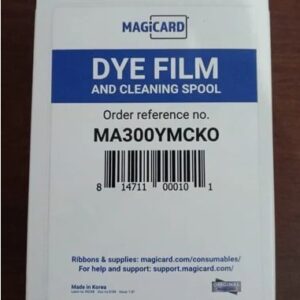 MAGiCARD
DYE FILM
AND CLEANING SPOOL
Order reference no.
MA300YMCKO
8 14711 00010 1
Ribbons & supplies: magicard.com/consumables/
For help and support: support.magicard.com/
Made in Korea
ORIGINAL